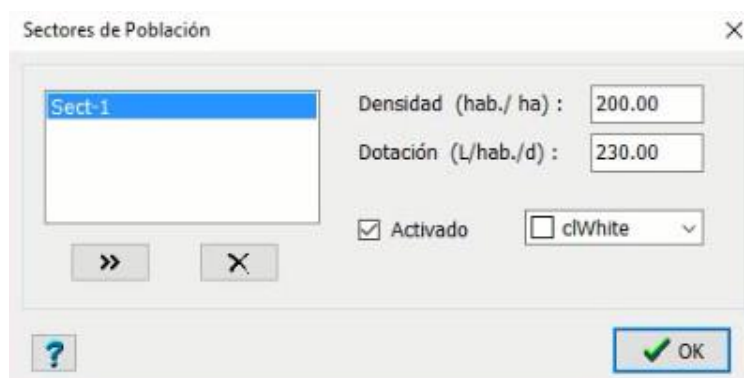 Sectores de Población
Sect-1
Densidad (hab./ ha) : 200.00
Dotación (L/hab./d) : 230.00
Activado clWhite
OK